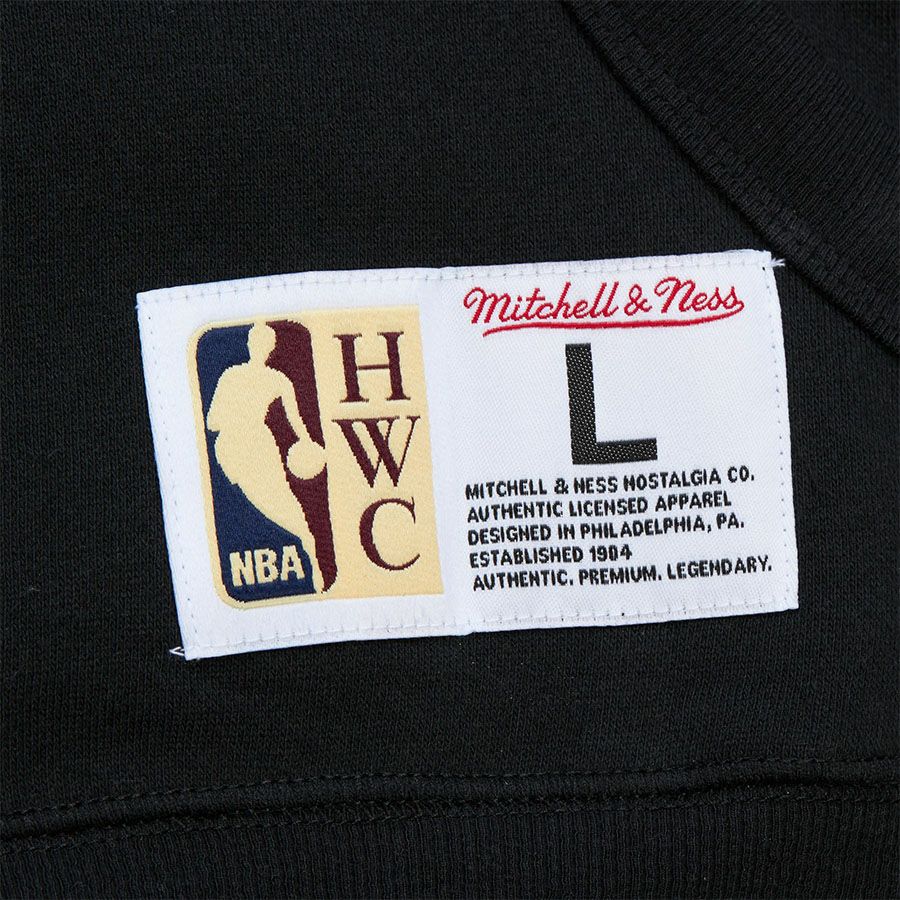 NBA
H
W
C
Mitchell & Ness
L
MITCHELL & NESS NOSTALGIA CO.
AUTHENTIC LICENSED APPAREL
DESIGNED IN PHILADELPHIA, PA.
ESTABLISHED 1904
AUTHENTIC. PREMIUM. LEGENDARY.